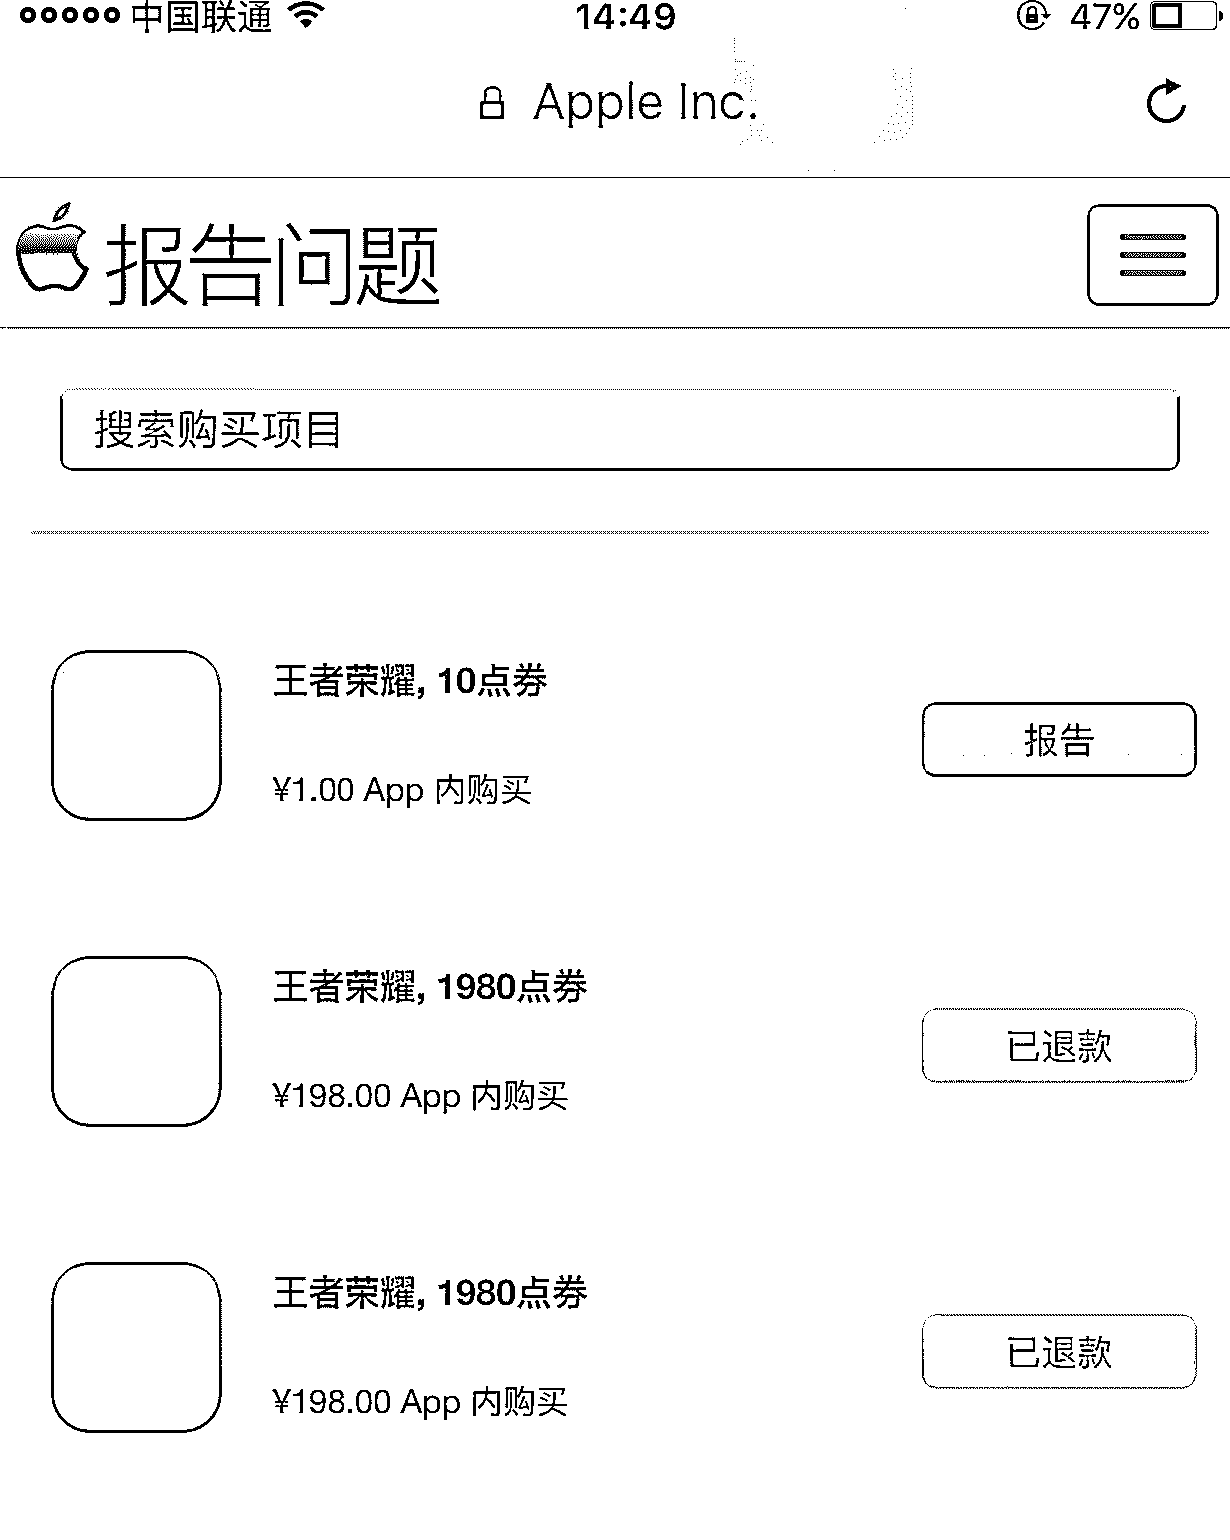 中国联通 14:49 47%
Apple Inc.
报告问题
搜索购买项目
王者荣耀, 10点券
报告
¥1.00 App 内购买
王者荣耀, 1980点券
已退款
¥198.00 App 内购买
王者荣耀, 1980点券
已退款
¥198.00 App 内购买